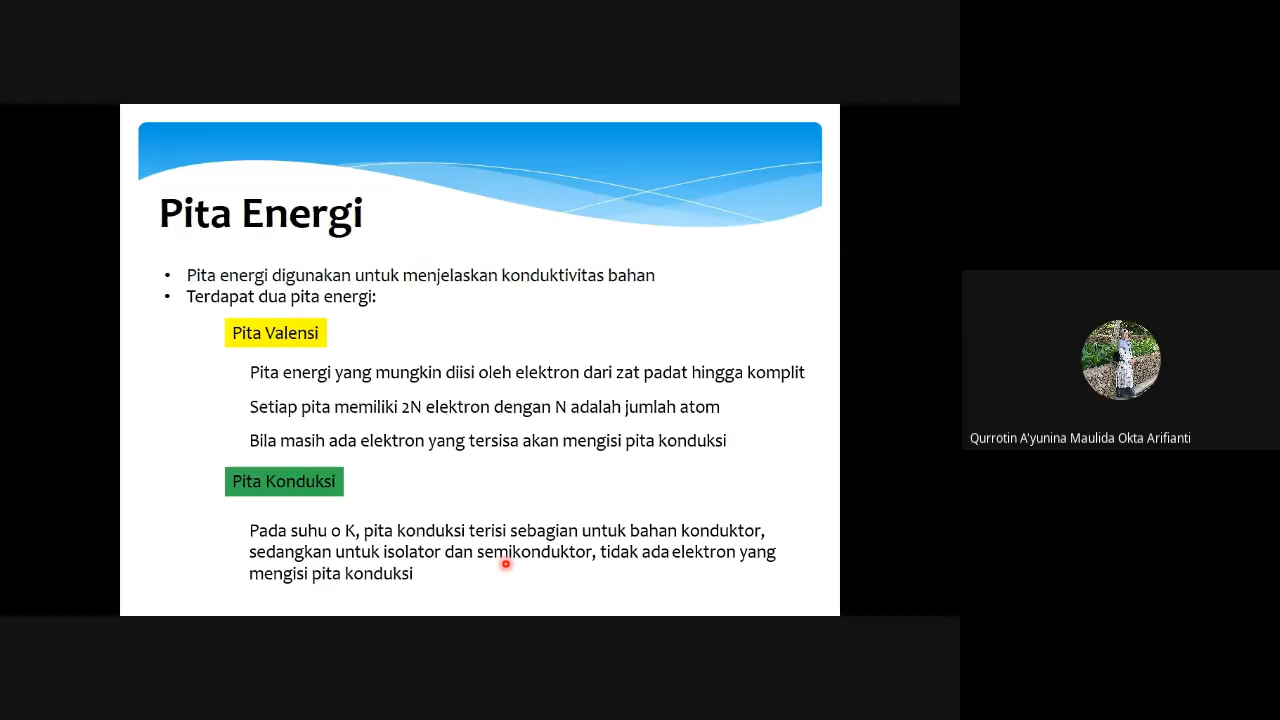 Pita Energi
• Pita energi digunakan untuk menjelaskan konduktivitas bahan
• Terdapat dua pita energi:
Pita Valensi
Pita energi yang mungkin diisi oleh elektron dari zat padat hingga komplit
Setiap pita memiliki 2N elektron dengan N adalah jumlah atom
Bila masih ada elektron yang tersisa akan mengisi pita konduksi
Pita Konduksi
Pada suhu 0 K, pita konduksi terisi sebagian untuk bahan konduktor,
sedangkan untuk isolator dan semikonduktor, tidak ada elektron yang
mengisi pita konduksi
Qurrotin A'yunina Maulida Okta Arifianti